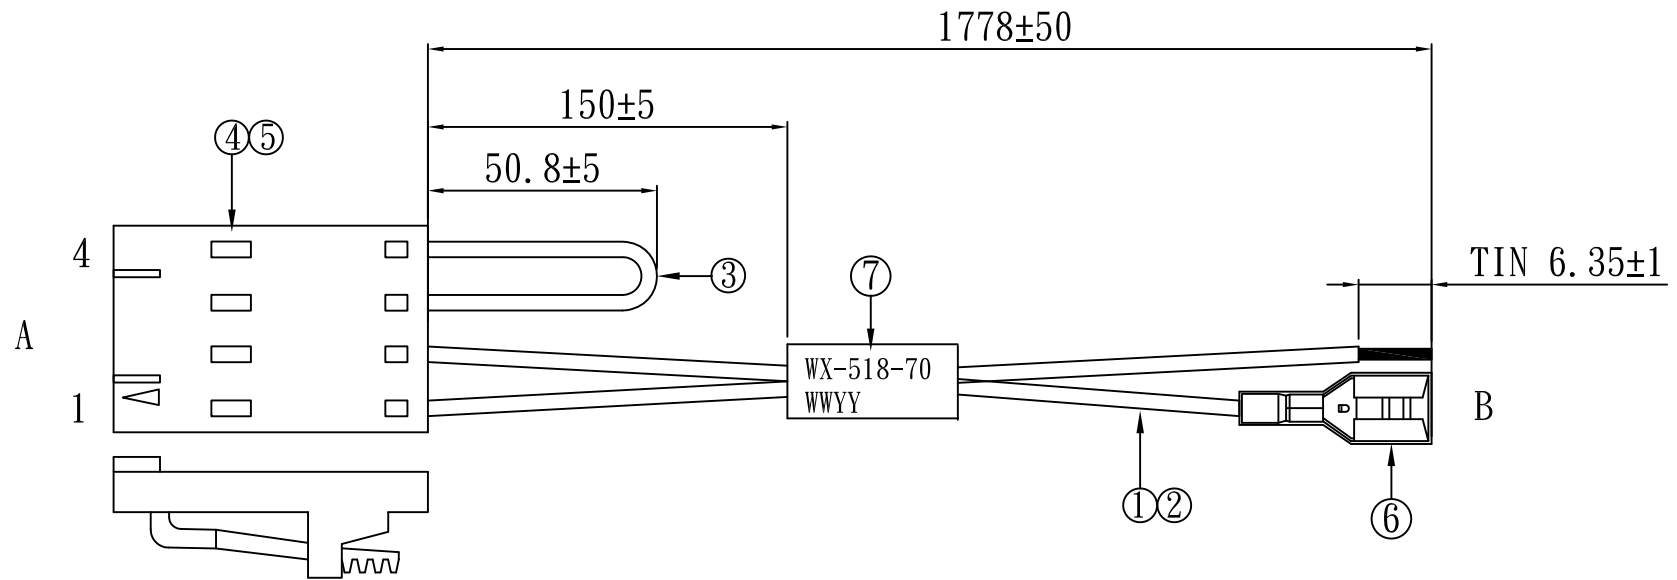 1778±50
150±5
④⑤
50.8±5
4
③
⑦
TIN 6.35±1
A
WX-518-70
WWYY
1
B
①②
⑥